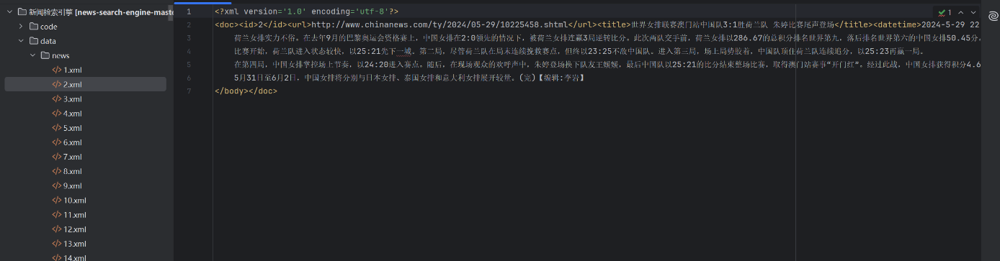 新闻检索引擎 [news-search-engine-maste
code
data
news
1.xml
2.xml
3.xml
4.xml
5.xml
6.xml
7.xml
8.xml
9.xml
10.xml
11.xml
12.xml
13.xml
14.xml
1 <?xml version='1.0' encoding='utf-8'?>
2 <doc><id>2</id><url>http://www.chinanews.com/ty/2024/05-29/10225458.shtml</url><title>世界女排联赛澳门站中国队3:1胜荷兰队 朱婷比赛尾声登场</title><datetime>2024-5-29 22
3 荷兰女排实力不俗。在去年9月的巴黎奥运会资格赛上，中国女排在2:0领先的情况下，被荷兰女排连赢3局逆转比分。此次两队交手前，荷兰女排以286.67的总积分排名世界第九，落后排名世界第六的中国女排50.45分。
4 比赛开始，荷兰队进入状态较快，以25:21先下一城。第二局，尽管荷兰队在局末连续挽救赛点，但终以23:25不敌中国队。进入第三局，场上局势胶着，中国队顶住荷兰队连续追分，以25:23再赢一局。
5 在第四局，中国女排掌控场上节奏，以24:20进入赛点。随后，在现场观众的欢呼声中，朱婷登场换下队友王媛媛，最后中国队以25:21的比分结束整场比赛，取得澳门站赛事“开门红”。经过此战，中国女排获得积分4.6
6 5月31日至6月2日，中国女排将分别与日本女排、泰国女排和意大利女排展开较量。(完)【编辑:李岩】
7 </body></doc>
1